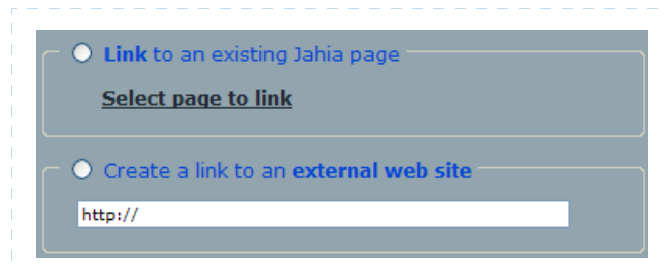 Link to an existing Jahia page
Select page to link
Create a link to an external web site
http://